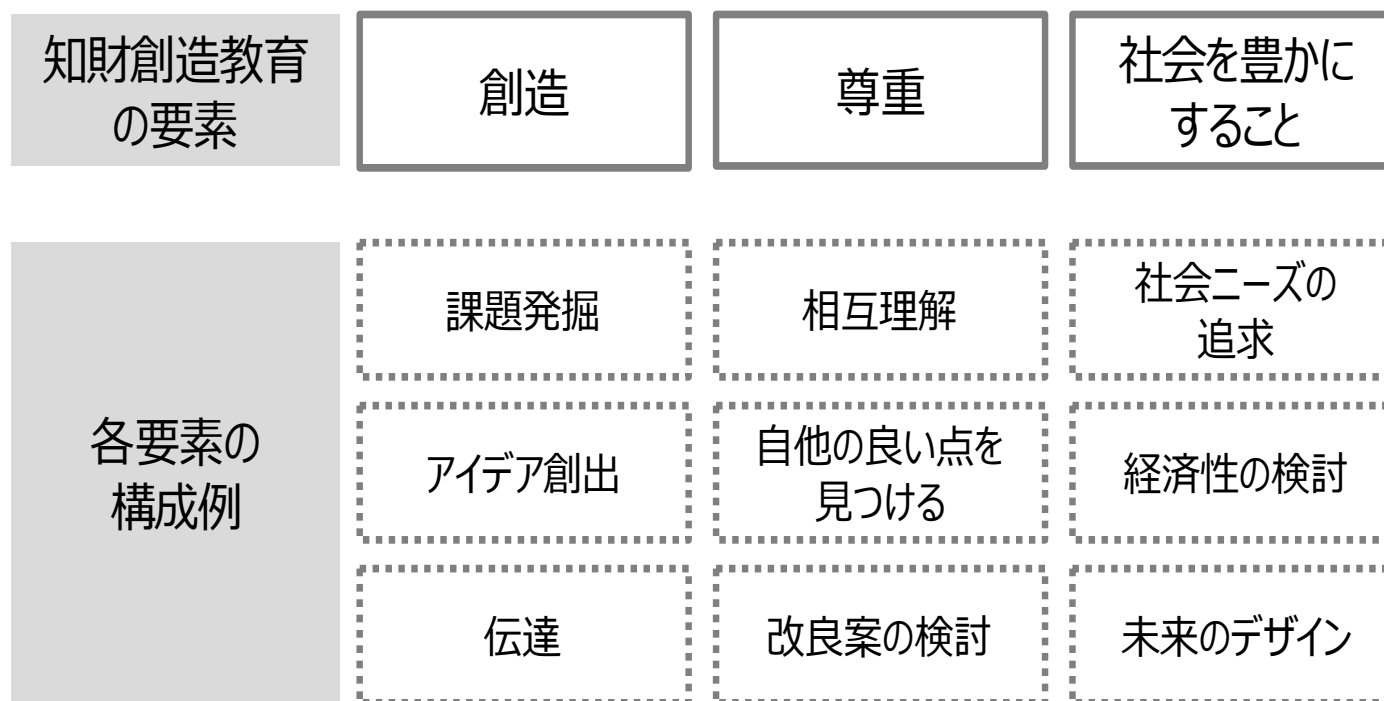 知財創造教育
の要素
創造
尊重
社会を豊かに
すること
各要素の
構成例
課題発掘
相互理解
社会ニーズの
追求
アイデア創出
自他の良い点を
見つける
経済性の検討
伝達
改良案の検討
未来のデザイン